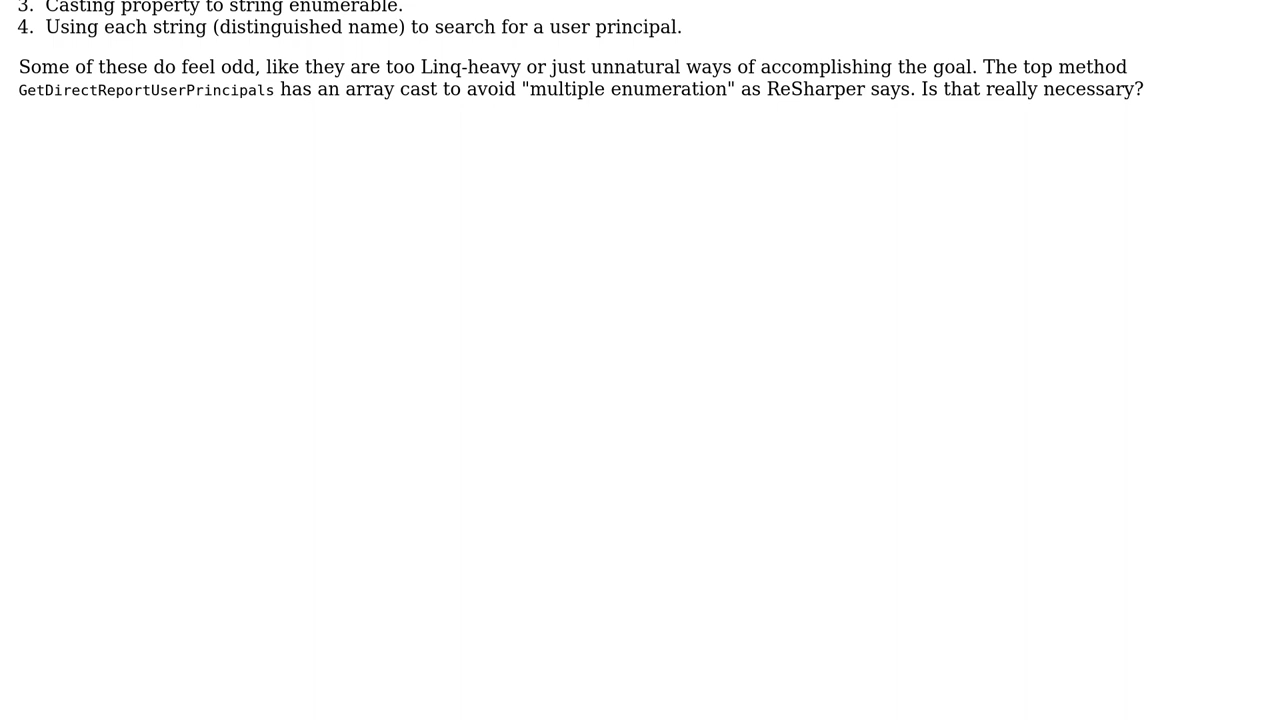 3. Casting property to string enumerable.
4. Using each string (distinguished name) to search for a user principal.
Some of these do feel odd, like they are too Linq-heavy or just unnatural ways of accomplishing the goal. The top method
GetDirectReportUserPrincipals has an array cast to avoid "multiple enumeration" as ReSharper says. Is that really necessary?